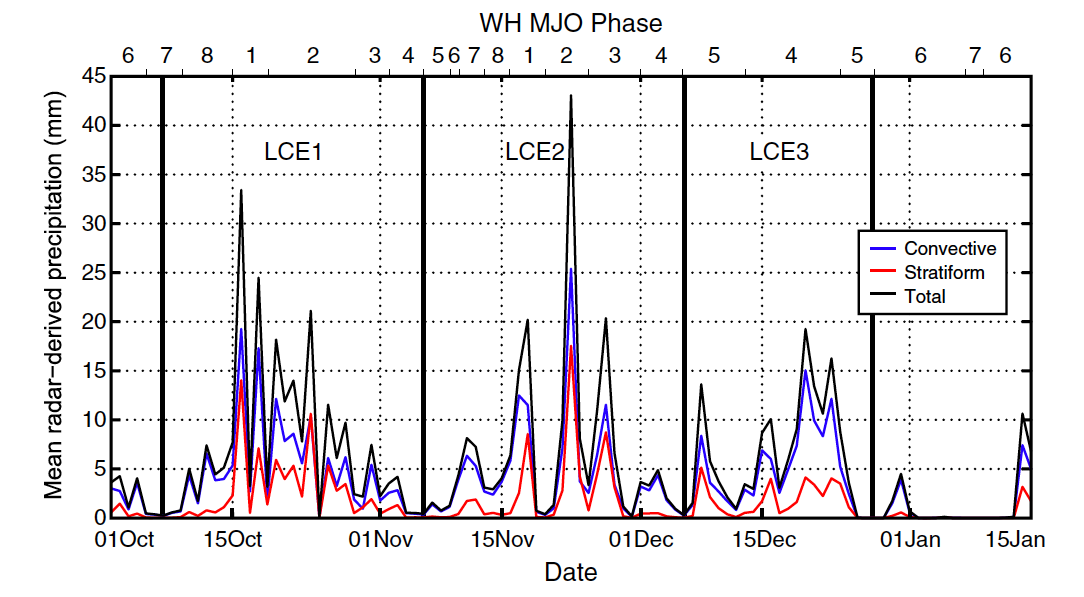 WH MJO Phase
6 7 8 1 2 3 4 5 6 7 8 1 2 3 4 5 4 5 6 7 6
45
40
35
30
25
20
15
10
5
0
Mean radar-derived precipitation (mm)
LCE1 LCE2 LCE3
Convective
Stratiform
Total
01Oct 15Oct 01Nov 15Nov 01Dec 15Dec 01Jan 15Jan
Date